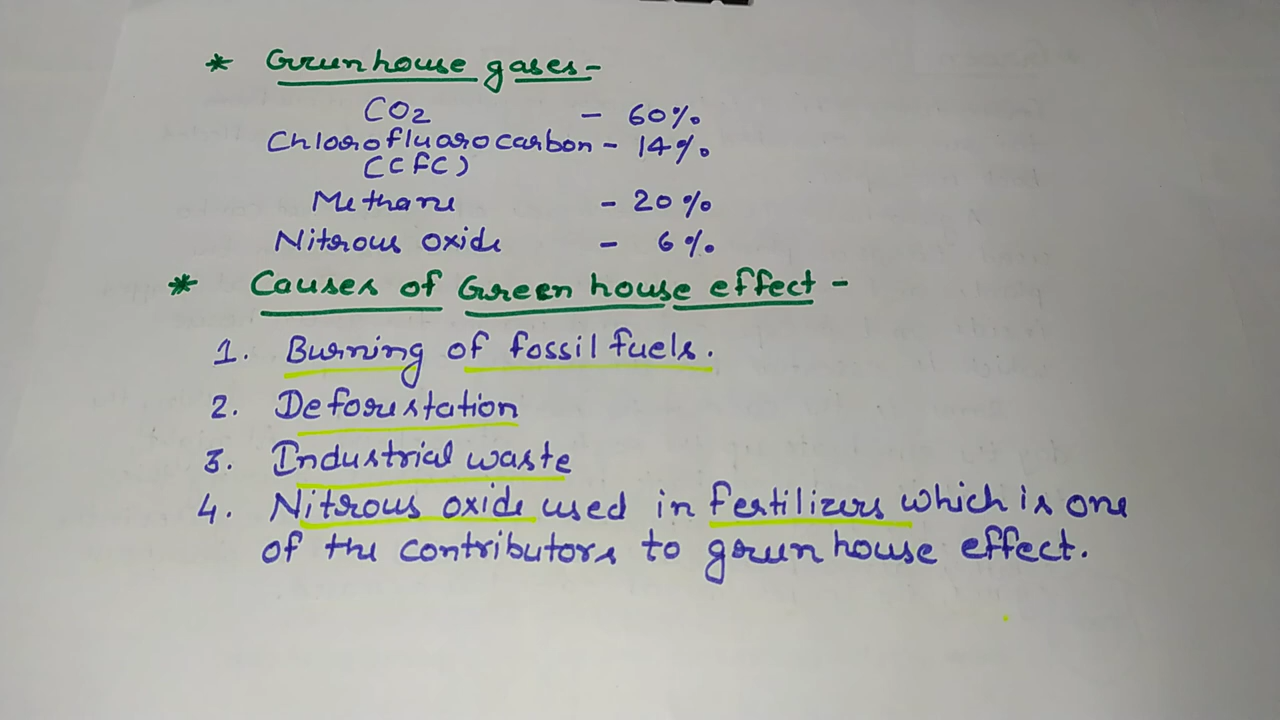 * Greenhouse gases -
CO2 - 60%
Chlorofluorocarbon - 14%
(CFC)
Methane - 20%
Nitrous oxide - 6%
* Causes of Green house effect -
1. Burning of fossil fuels.
2. Deforestation
3. Industrial waste
4. Nitrous oxide used in fertilizers which is one
of the contributors to green house effect.